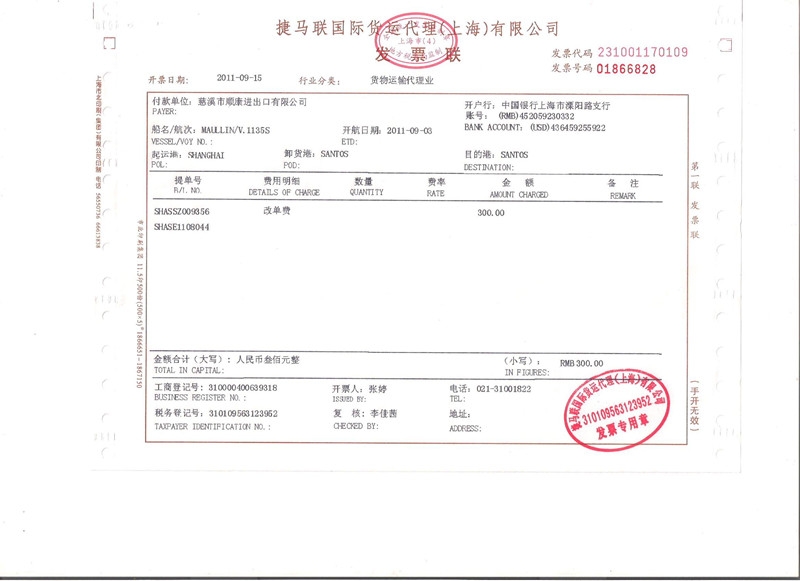 捷马联国际货运代理(上海)有限公司
发票联
上海市(4)
发票代码 231001170109
发票号码 01866828
开票日期: 2011-09-15 行业分类: 货物运输代理业
付款单位: 慈溪市顺康进出口有限公司
PAYER:
开户行: 中国银行上海市溧阳路支行
账号: (RMB)452059230332
BANK ACCOUNT: (USD)436459255922
船名/航次: MAULLIN/V.1135S 开航日期: 2011-09-03
VESSEL/VOY NO.: ETD:
起运港: SHANGHAI 卸货港: SANTOS 目的港: SANTOS
POL: POD: DESTINATION:
提单号 费用明细 数量 费率 金 额 备 注
B/L NO. DETAILS OF CHARGE QUANTITY RATE AMOUNT CHARGED REMARK
SHASSZ009356 改单费 300.00
SHASE1108044
金额合计(大写): 人民币叁佰元整 (小写): RMB300.00
TOTAL IN CAPITAL: IN FIGURES:
工商登记号: 310000400639318 开票人: 张婷 电话: 021-31001822
BUSINESS REGISTER NO.: ISSUED BY: TEL:
税务登记号: 310109563123952 复 核: 李佳茜 地址:
TAXPAYER IDENTIFICATION NO.: CHECKED BY: ADDRESS:
捷马联国际货运代理(上海)有限公司
310109563123952
发票专用章
第一联 发票联
(手开无效)